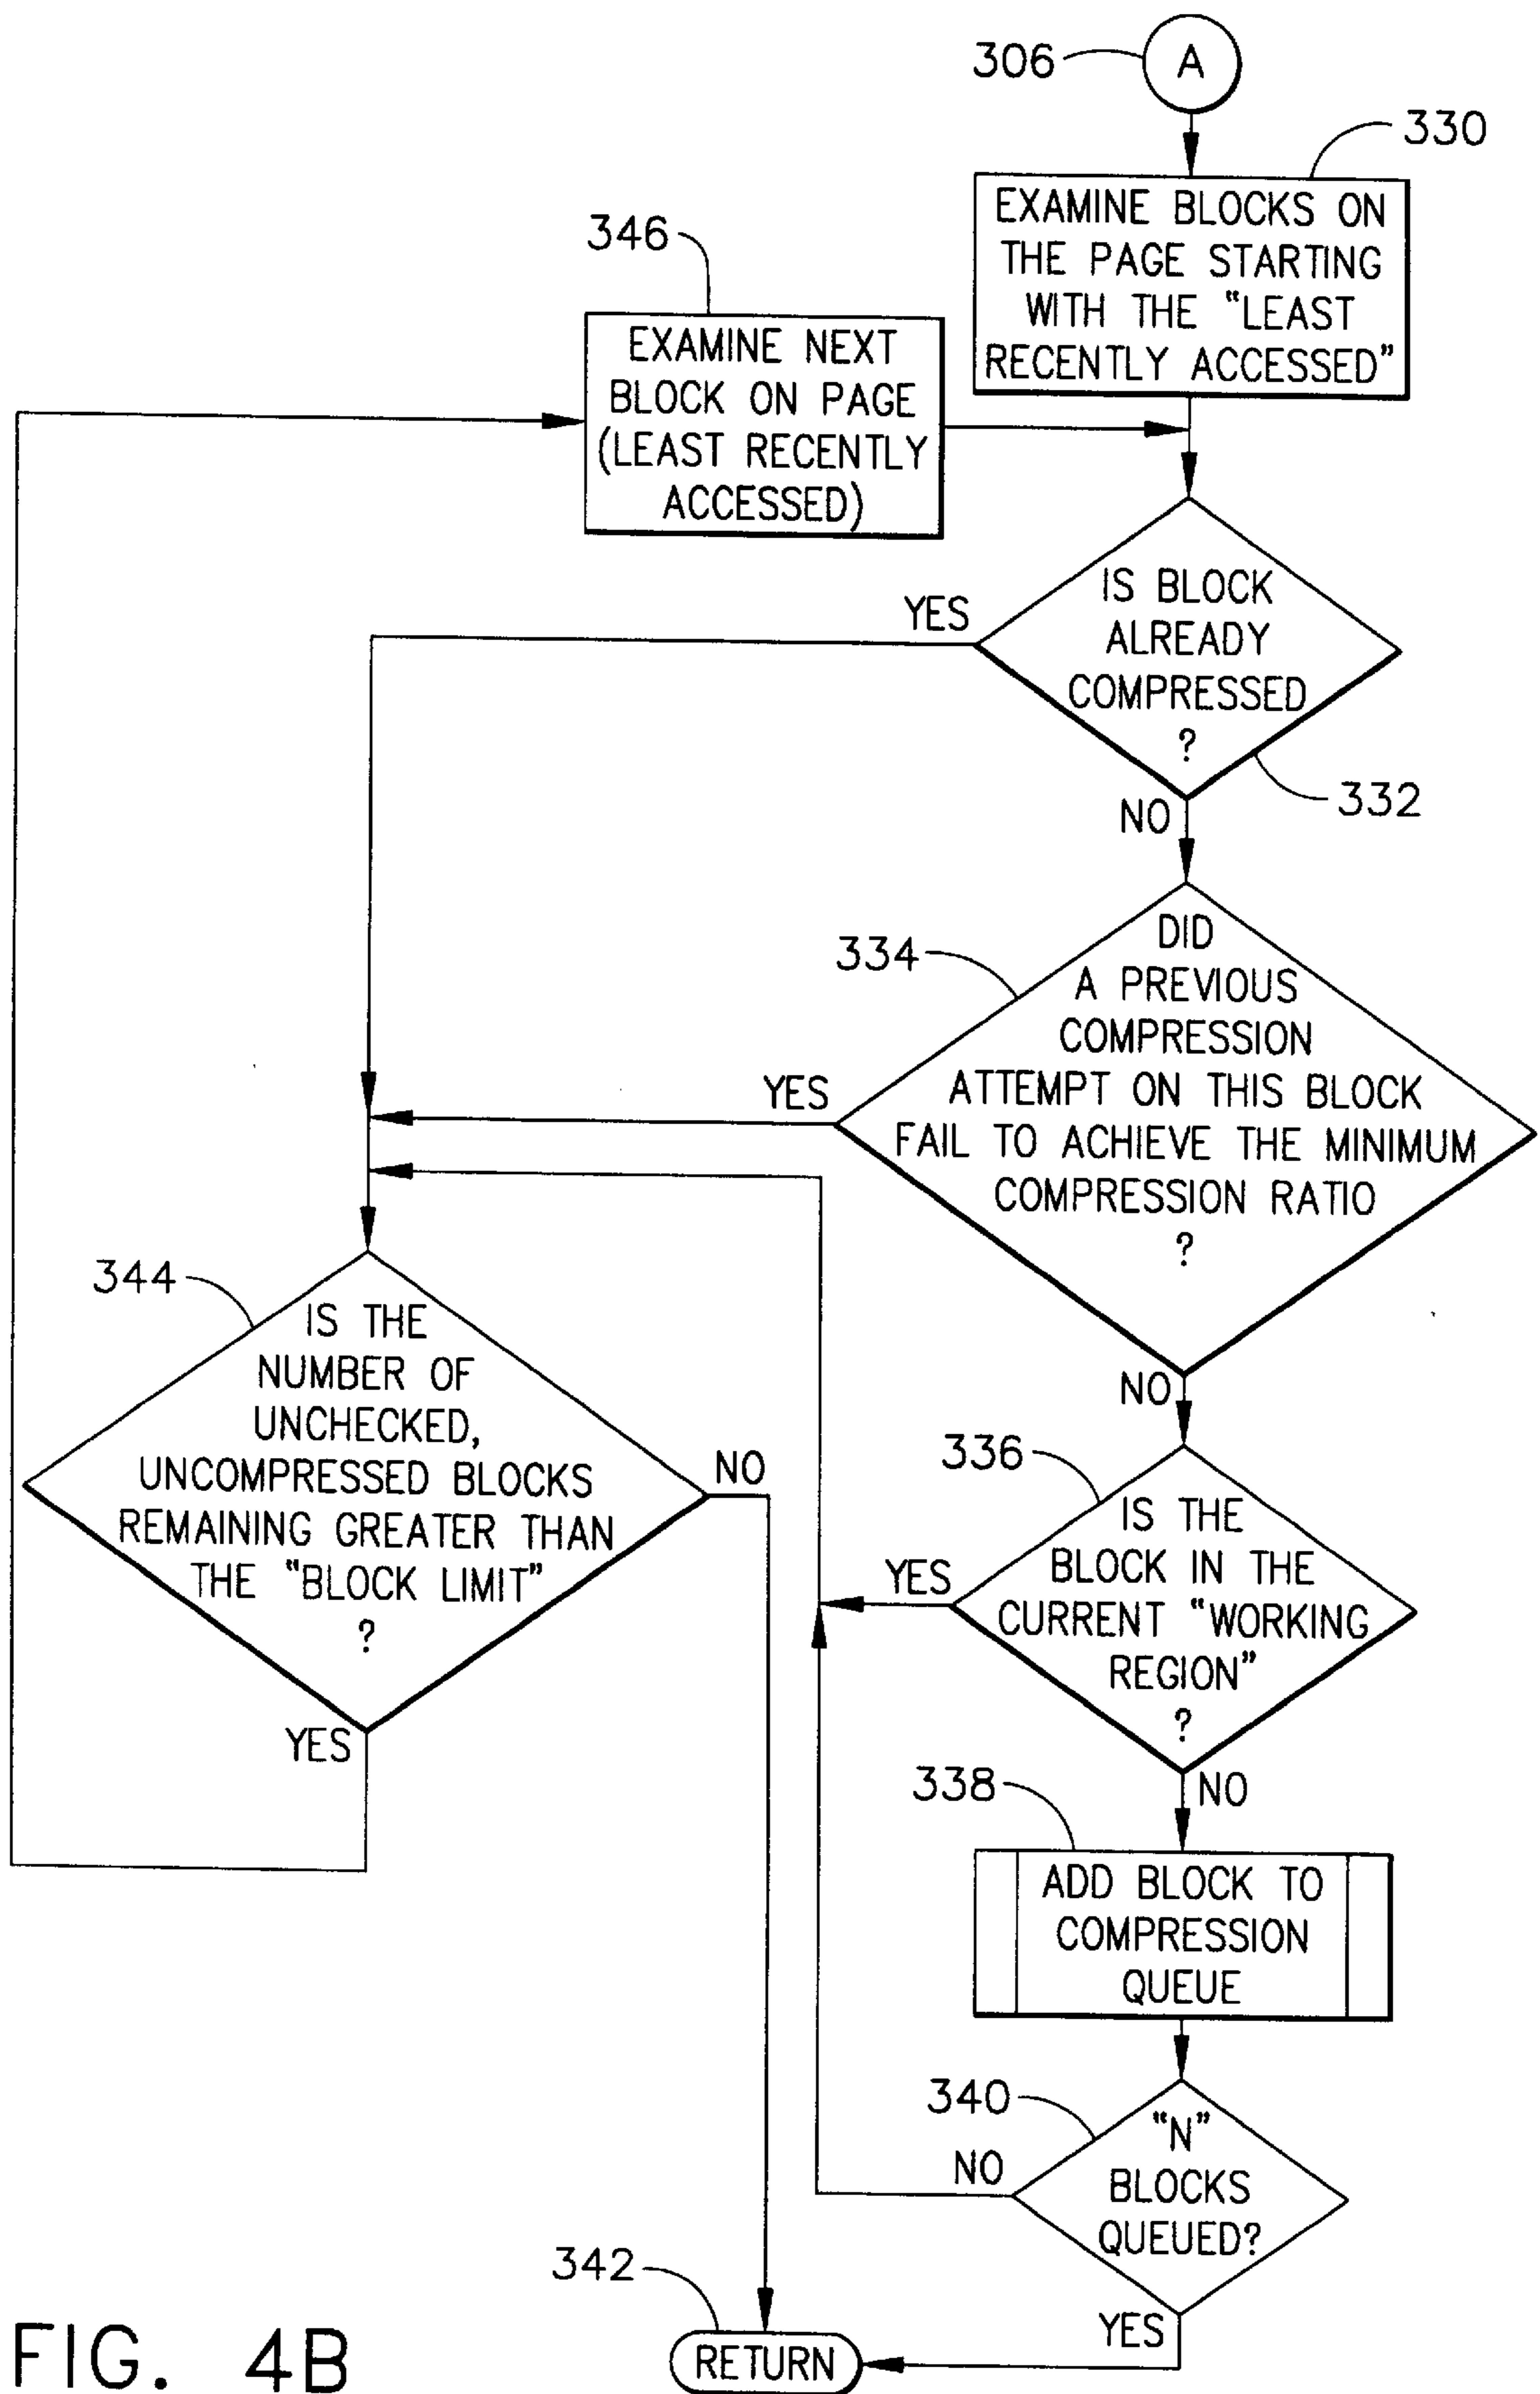 306
A
330
EXAMINE BLOCKS ON
THE PAGE STARTING
WITH THE "LEAST
RECENTLY ACCESSED"
346
EXAMINE NEXT
BLOCK ON PAGE
(LEAST RECENTLY
ACCESSED)
IS BLOCK
ALREADY
COMPRESSED
?
YES
332
NO
334
DID
A PREVIOUS
COMPRESSION
ATTEMPT ON THIS BLOCK
FAIL TO ACHIEVE THE MINIMUM
COMPRESSION RATIO
?
YES
NO
344
IS THE
NUMBER OF
UNCHECKED,
UNCOMPRESSED BLOCKS
REMAINING GREATER THAN
THE "BLOCK LIMIT"
?
NO
YES
336
IS THE
BLOCK IN THE
CURRENT "WORKING
REGION"
?
YES
NO
338
ADD BLOCK TO
COMPRESSION
QUEUE
340
"N"
BLOCKS
QUEUED?
NO
YES
342
RETURN
FIG. 4B